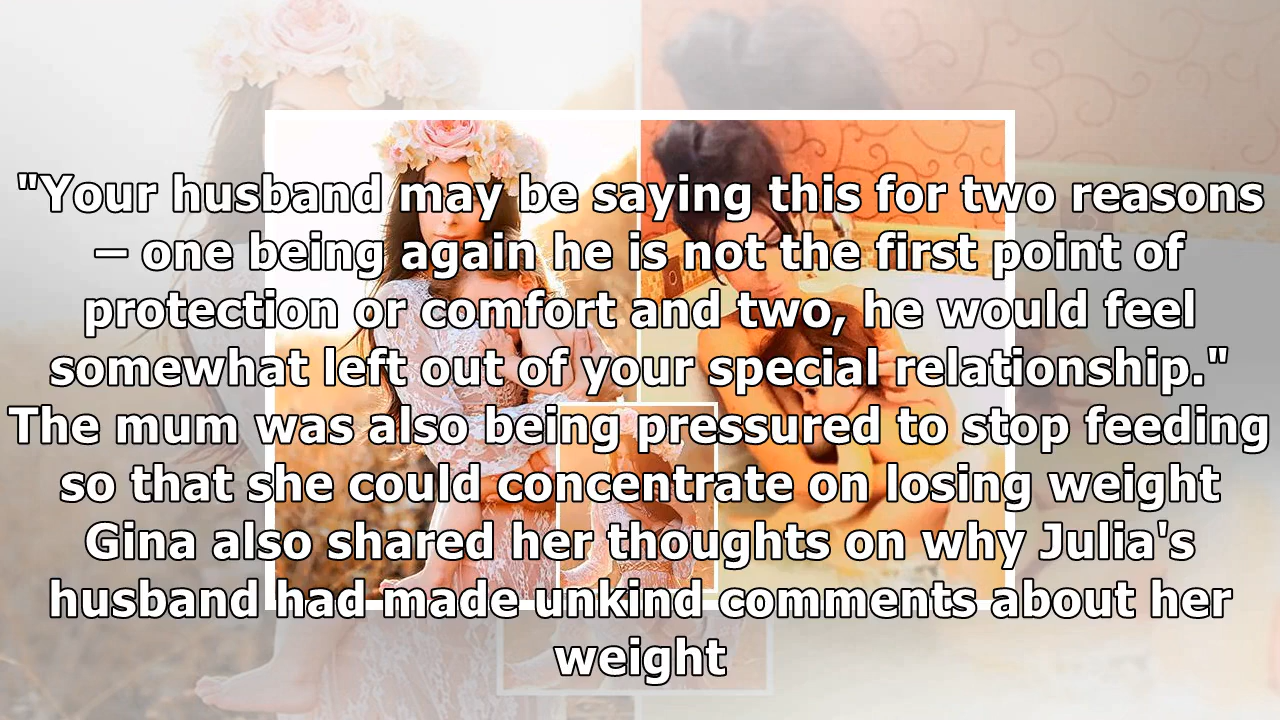 "Your husband may be saying this for two reasons
– one being again he is not the first point of
protection or comfort and two, he would feel
somewhat left out of your special relationship."
The mum was also being pressured to stop feeding
so that she could concentrate on losing weight
Gina also shared her thoughts on why Julia's
husband had made unkind comments about her
weight